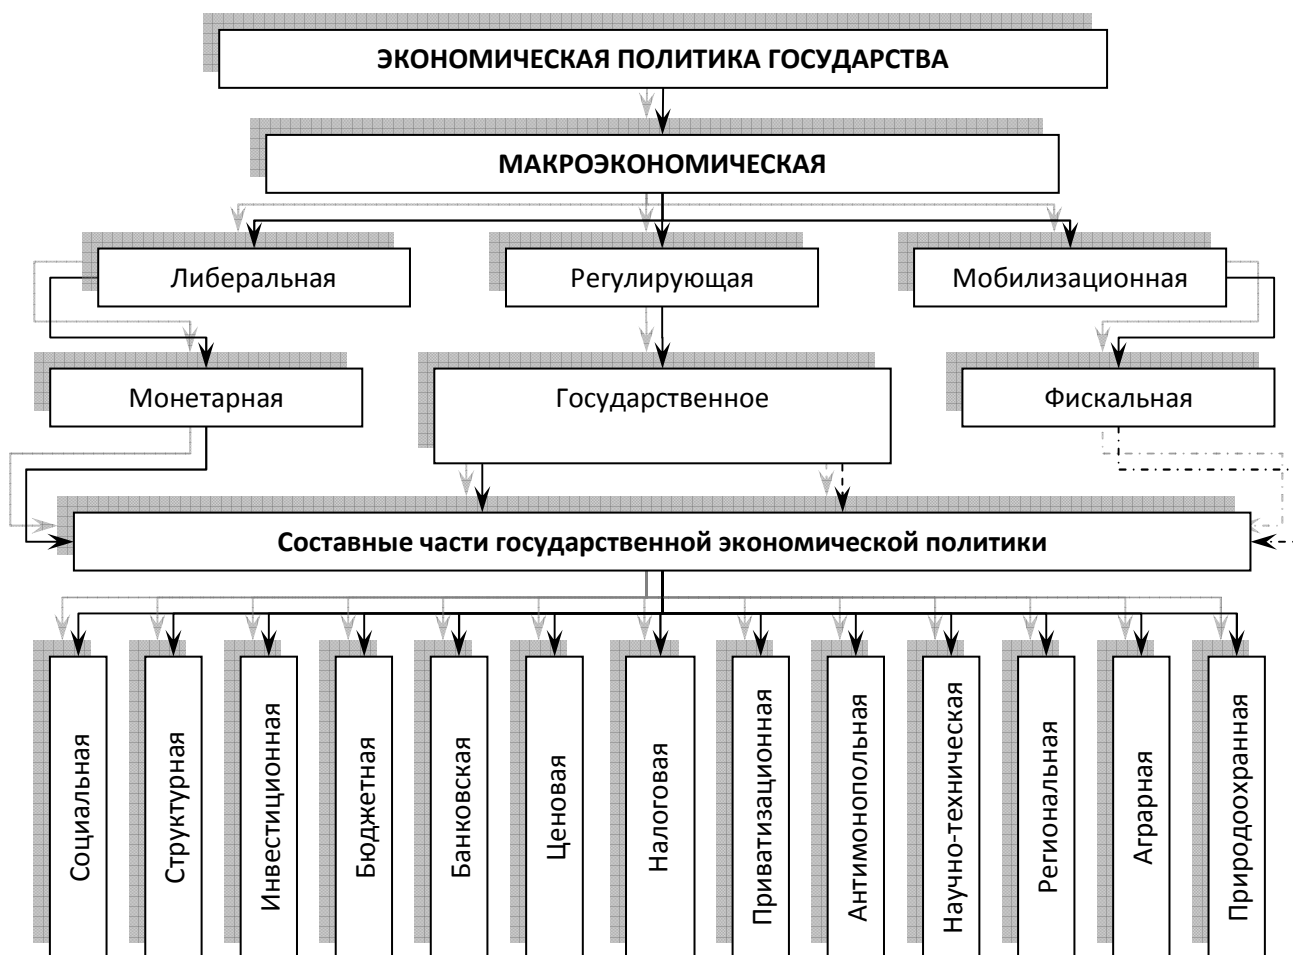 ЭКОНОМИЧЕСКАЯ ПОЛИТИКА ГОСУДАРСТВА
МАКРОЭКОНОМИЧЕСКАЯ
Либеральная
Регулирующая
Мобилизационная
Монетарная
Государственное
Фискальная
Составные части государственной экономической политики
Социальная
Структурная
Инвестиционная
Бюджетная
Банковская
Ценовая
Налоговая
Приватизационная
Антимонопольная
Научно-техническая
Региональная
Аграрная
Природоохранная